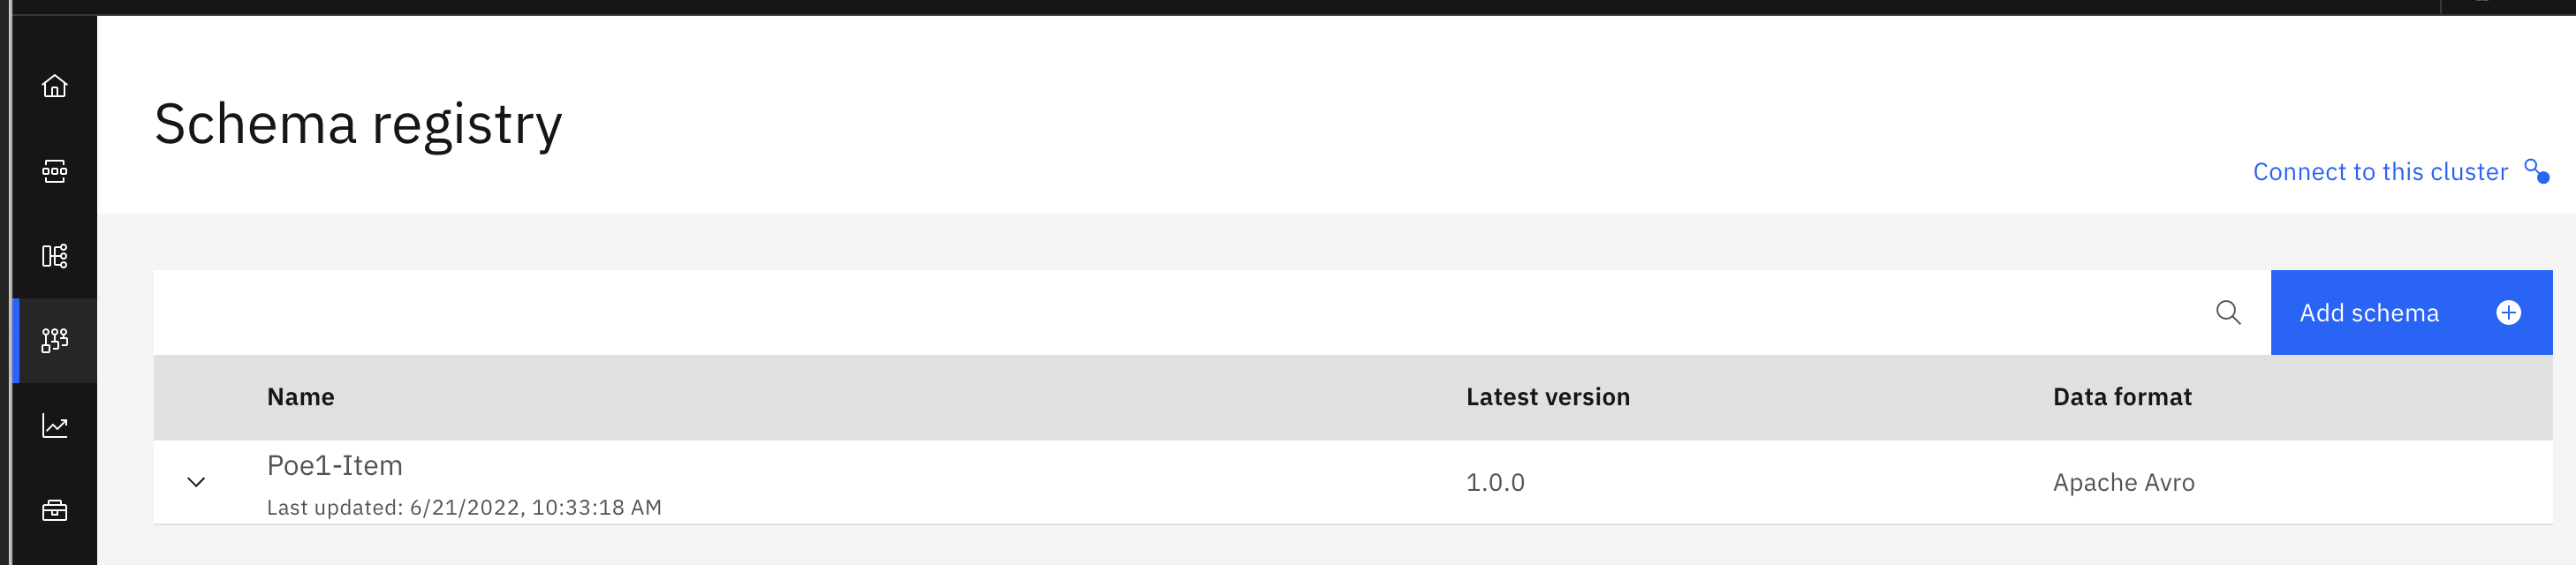 Schema registry
Connect to this cluster
Add schema
Name Latest version Data format
Poe1-Item 1.0.0 Apache Avro
Last updated: 6/21/2022, 10:33:18 AM